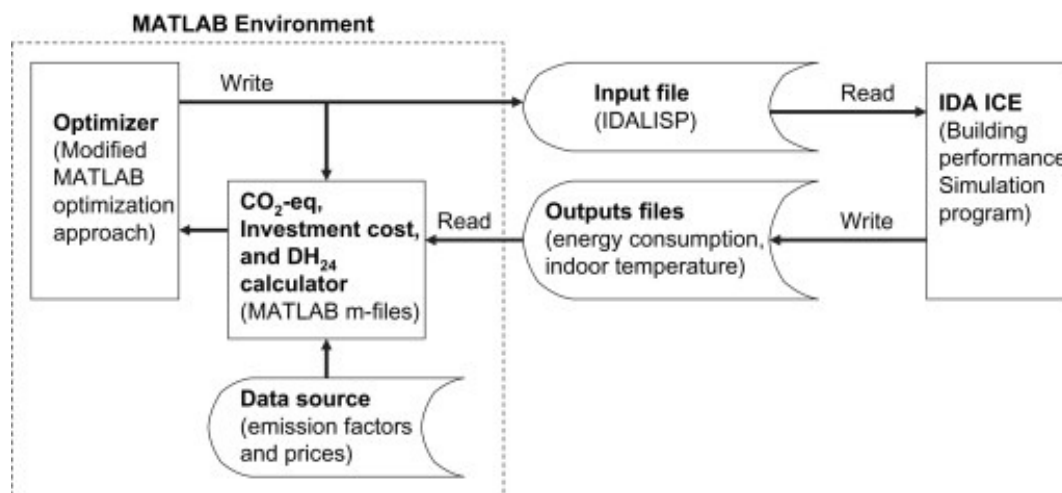 MATLAB Environment
Write
Optimizer
(Modified
MATLAB
optimization
approach)
Input file
(IDALISP)
Read
IDA ICE
(Building
performance
Simulation
program)
CO₂-eq,
Investment cost,
and DH₂₄
calculator
(MATLAB m-files)
Read
Outputs files
(energy consumption,
indoor temperature)
Write
Data source
(emission factors
and prices)